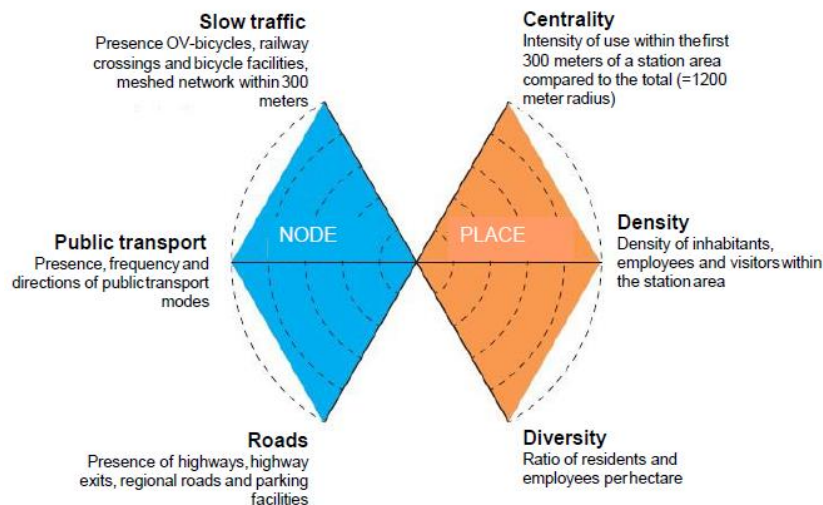 Slow traffic
Presence OV-bicycles, railway
crossings and bicycle facilities,
meshed network within 300
meters
Centrality
Intensity of use within the first
300 meters of a station area
compared to the total (=1200
meter radius)
NODE
PLACE
Public transport
Presence, frequency and
directions of public transport
modes
Density
Density of inhabitants,
employees and visitors within
the station area
Roads
Presence of highways, highway
exits, regional roads and parking
facilities
Diversity
Ratio of residents and
employees per hectare